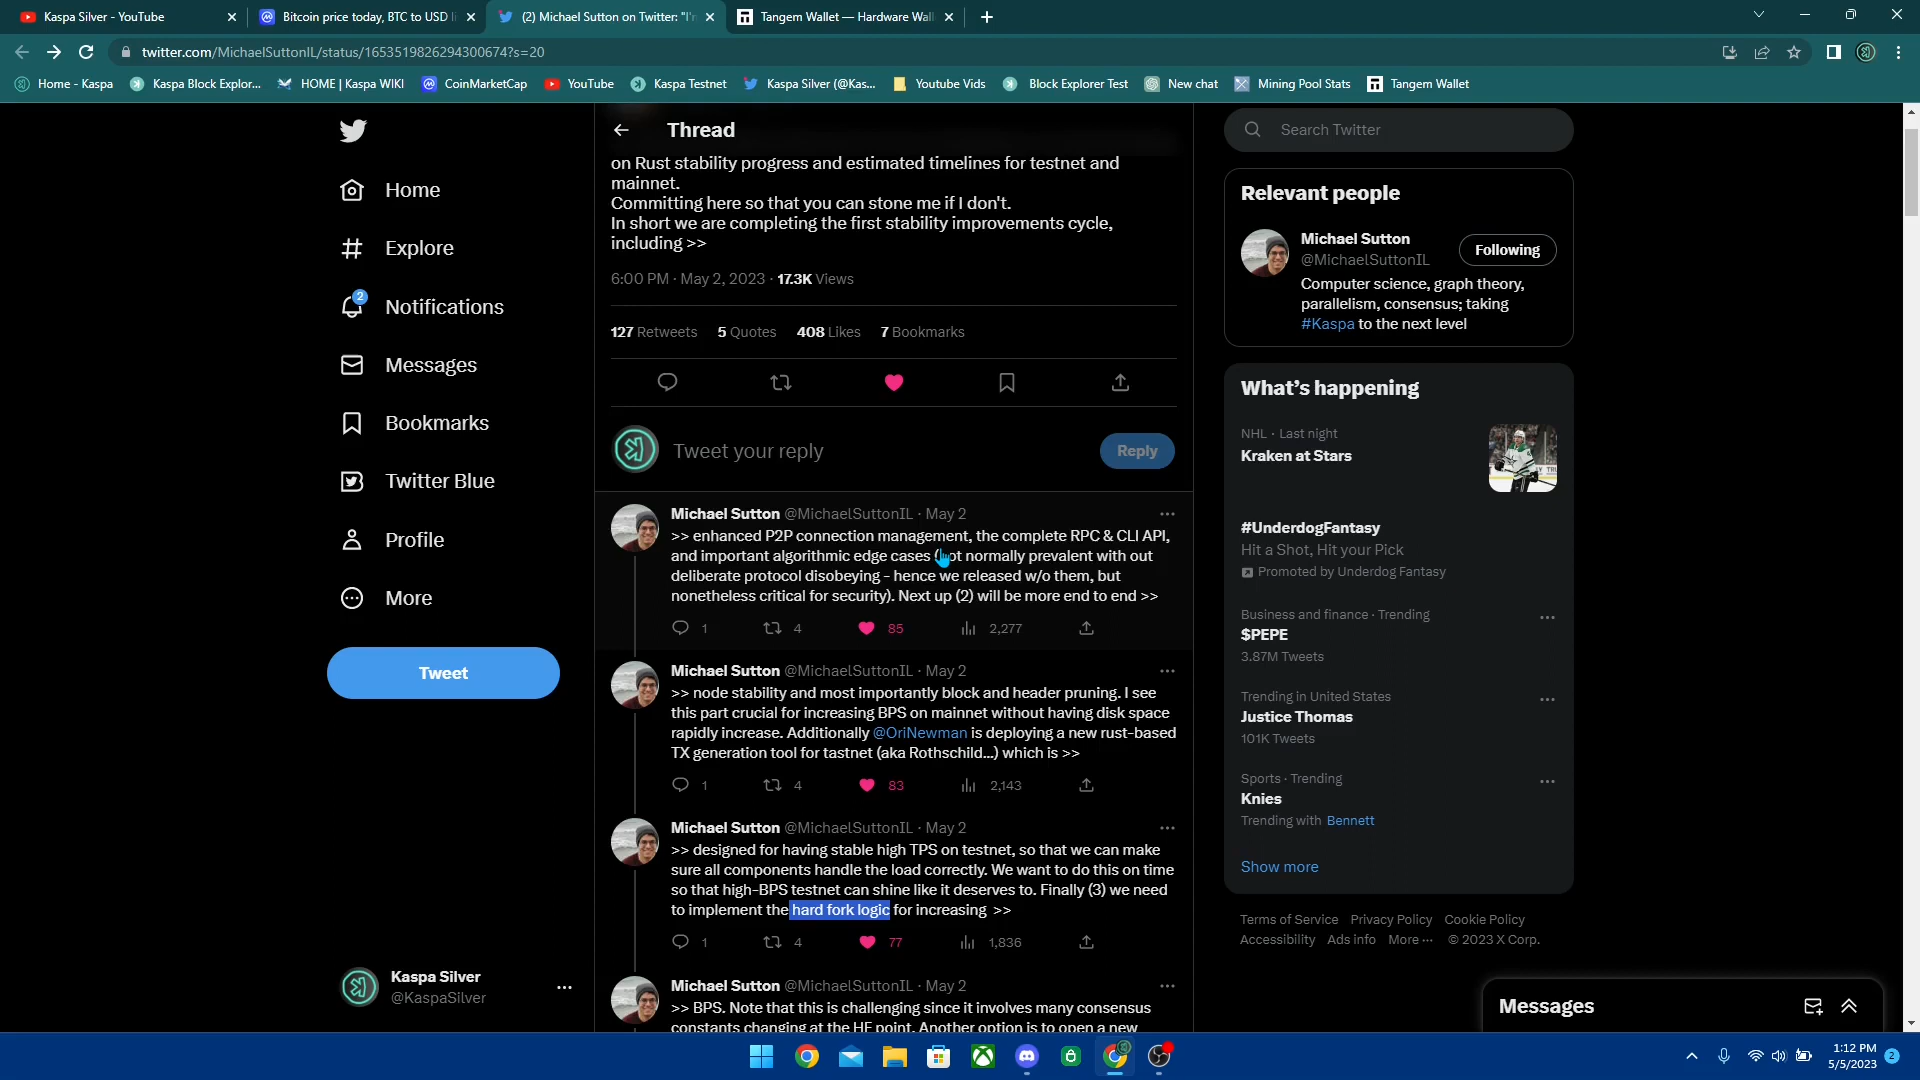 Kaspa Silver - YouTube
Bitcoin price today, BTC to USD li
(2) Michael Sutton on Twitter: "I'm
Tangem Wallet — Hardware Wall
twitter.com/MichaelSuttonIL/status/1653519826294300674?s=20
Home - Kaspa
Kaspa Block Explor...
HOME | Kaspa WIKI
CoinMarketCap
YouTube
Kaspa Testnet
Kaspa Silver (@Kas...
Youtube Vids
Block Explorer Test
New chat
Mining Pool Stats
Tangem Wallet
Home
Explore
2
Notifications
Messages
Bookmarks
Twitter Blue
Profile
More
Tweet
Kaspa Silver
@KaspaSilver
Thread
on Rust stability progress and estimated timelines for testnet and
mainnet.
Committing here so that you can stone me if I don't.
In short we are completing the first stability improvements cycle,
including >>
6:00 PM · May 2, 2023 · 17.3K Views
127 Retweets 5 Quotes 408 Likes 7 Bookmarks
Tweet your reply
Reply
Michael Sutton @MichaelSuttonIL · May 2
>> enhanced P2P connection management, the complete RPC & CLI API,
and important algorithmic edge cases (not normally prevalent with out
deliberate protocol disobeying - hence we released w/o them, but
nonetheless critical for security). Next up (2) will be more end to end >>
1 4 85 2,277
Michael Sutton @MichaelSuttonIL · May 2
>> node stability and most importantly block and header pruning. I see
this part crucial for increasing BPS on mainnet without having disk space
rapidly increase. Additionally @OriNewman is deploying a new rust-based
TX generation tool for tastnet (aka Rothschild...) which is >>
1 4 83 2,143
Michael Sutton @MichaelSuttonIL · May 2
>> designed for having stable high TPS on testnet, so that we can make
sure all components handle the load correctly. We want to do this on time
so that high-BPS testnet can shine like it deserves to. Finally (3) we need
to implement the hard fork logic for increasing >>
1 4 77 1,836
Michael Sutton @MichaelSuttonIL · May 2
>> BPS. Note that this is challenging since it involves many consensus
constants changing at the HF point. Another option is to open a new
Search Twitter
Relevant people
Michael Sutton
@MichaelSuttonIL
Following
Computer science, graph theory,
parallelism, consensus; taking
#Kaspa to the next level
What's happening
NHL · Last night
Kraken at Stars
#UnderdogFantasy
Hit a Shot, Hit your Pick
Promoted by Underdog Fantasy
Business and finance · Trending
$PEPE
3.87M Tweets
Trending in United States
Justice Thomas
101K Tweets
Sports · Trending
Knies
Trending with Bennett
Show more
Terms of Service Privacy Policy Cookie Policy
Accessibility Ads info More ··· © 2023 X Corp.
Messages
1:12 PM
5/5/2023
2